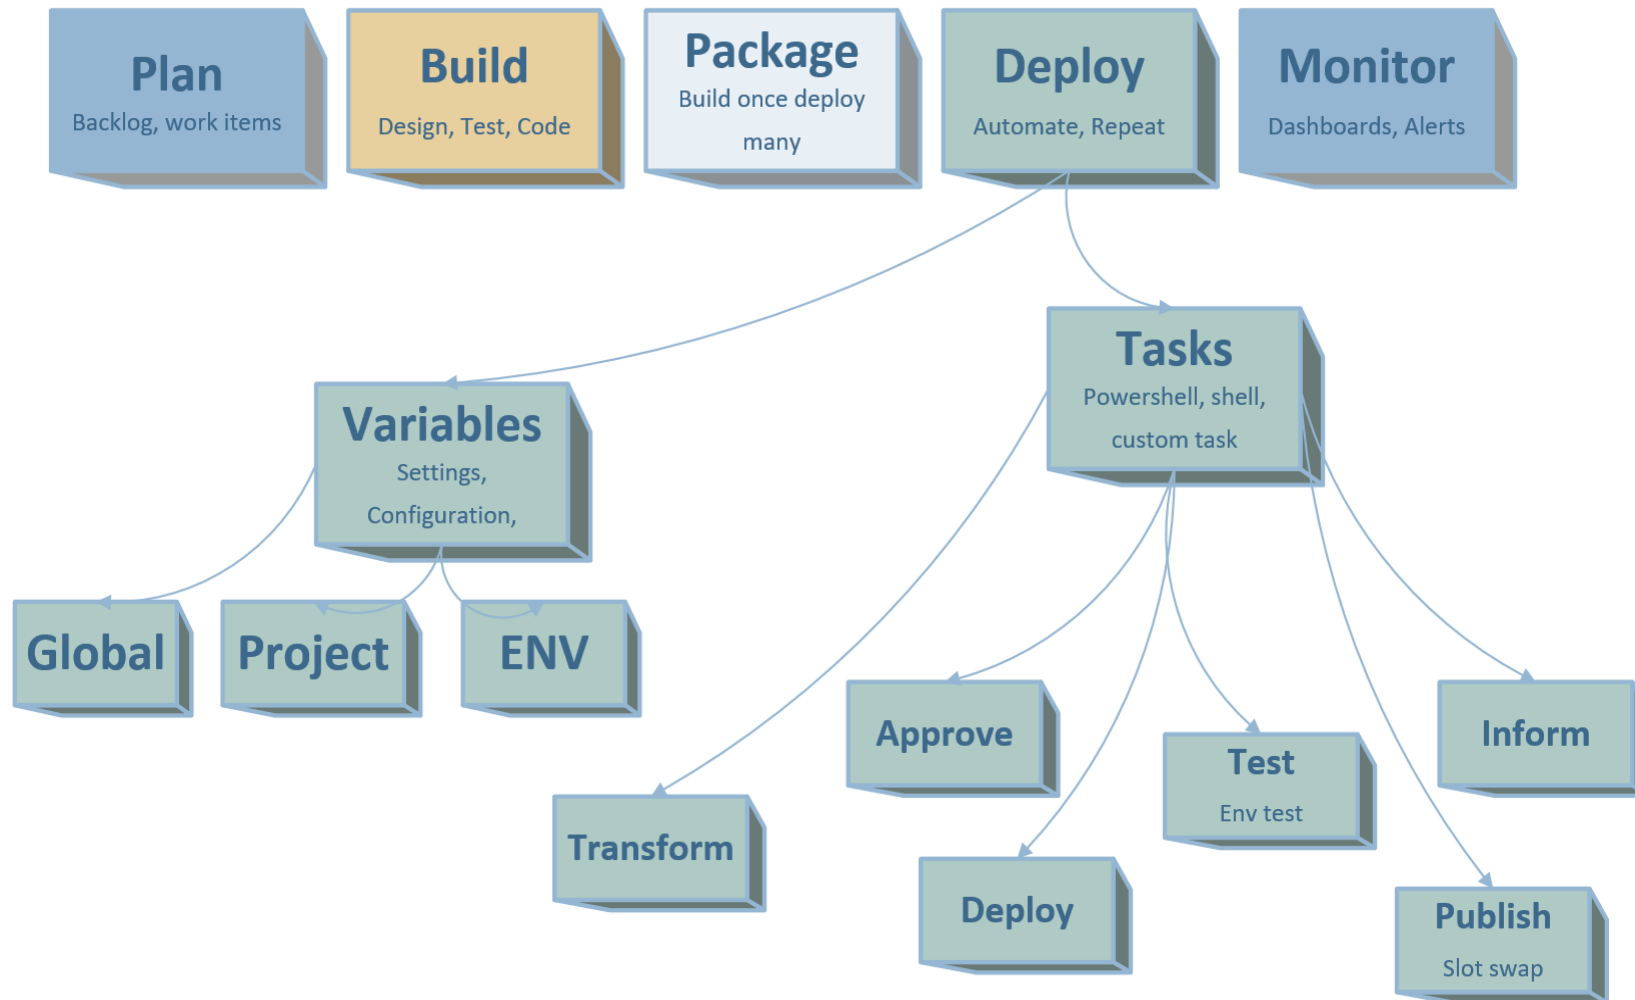 Plan
Backlog, work items
Build
Design, Test, Code
Package
Build once deploy
many
Deploy
Automate, Repeat
Monitor
Dashboards, Alerts
Variables
Settings,
Configuration,
Tasks
Powershell, shell,
custom task
Global
Project
ENV
Transform
Approve
Deploy
Test
Env test
Inform
Publish
Slot swap